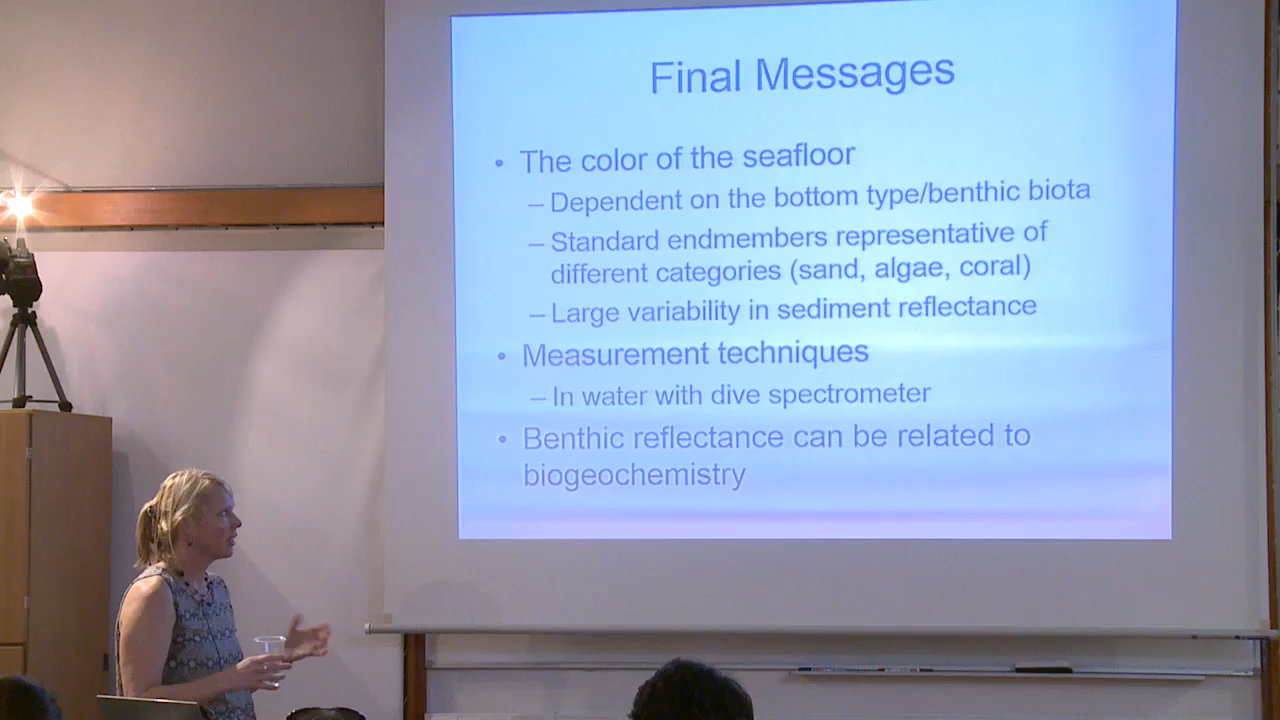 Final Messages
• The color of the seafloor
– Dependent on the bottom type/benthic biota
– Standard endmembers representative of
different categories (sand, algae, coral)
– Large variability in sediment reflectance
• Measurement techniques
– In water with dive spectrometer
• Benthic reflectance can be related to
biogeochemistry